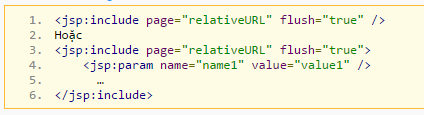 1. <jsp:include page="relativeURL" flush="true" />
2. Hoặc
3. <jsp:include page="relativeURL" flush="true">
4.     <jsp:param name="name1" value="value1" />
5.       …
6. </jsp:include>